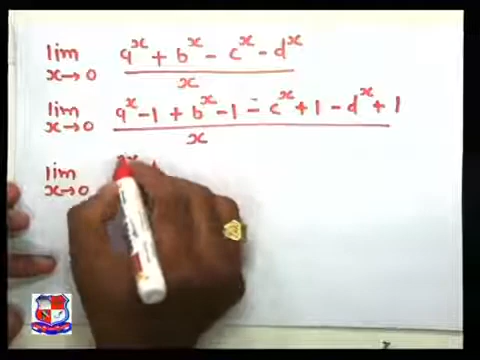 lim x→0 (a^x + b^x - c^x - d^x) / x
lim x→0 (a^x - 1 + b^x - 1 - c^x + 1 - d^x + 1) / x
lim x→0